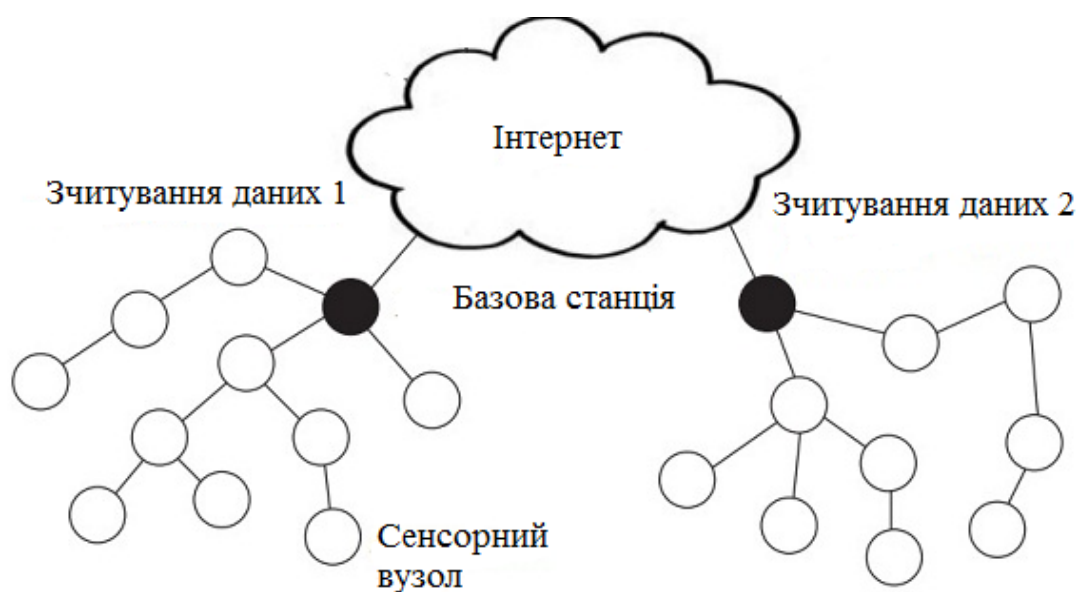 Інтернет
Зчитування даних 1
Зчитування даних 2
Базова станція
Сенсорний
вузол